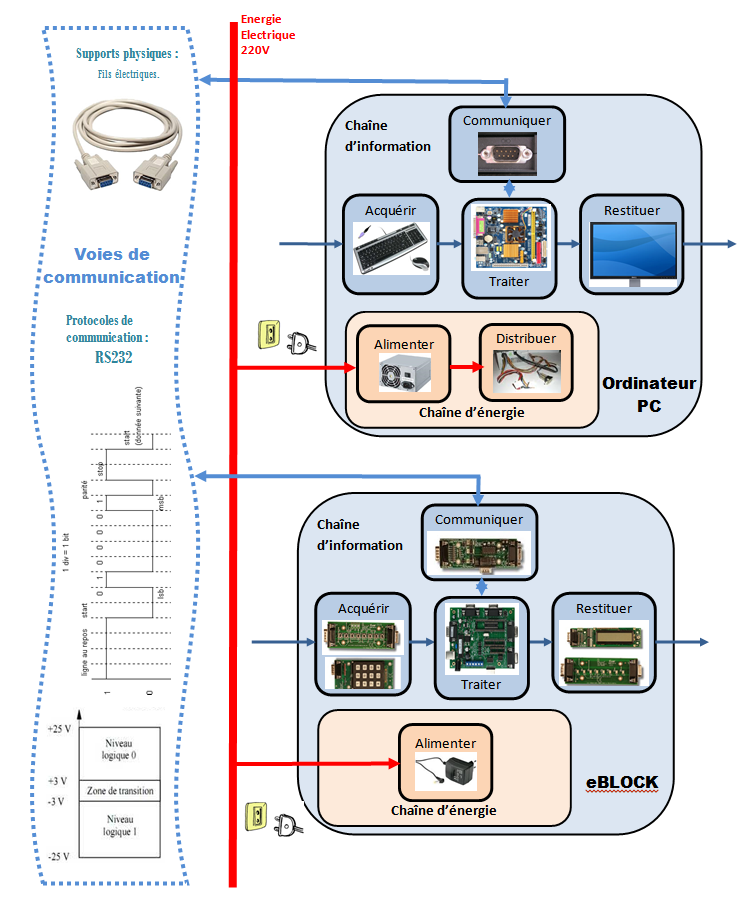 Energie
Electrique
220V
Supports physiques :
Fils électriques.
Voies de
communication
Protocoles de
communication :
RS232
start
(donnée suivante)
stop
parité
msb
1 div = 1 bit
1
0
0
0
0
0
1
0
lsb
start
ligne au repos
1
0
+25 V
Niveau
logique 0
+3 V
Zone de transition
-3 V
Niveau
logique 1
-25 V
Chaîne
d’information
Communiquer
Acquérir
Traiter
Restituer
Alimenter
Distribuer
Chaîne d’énergie
Ordinateur
PC
Chaîne
d’information
Communiquer
Acquérir
Traiter
Restituer
Alimenter
Chaîne d’énergie
eBLOCK